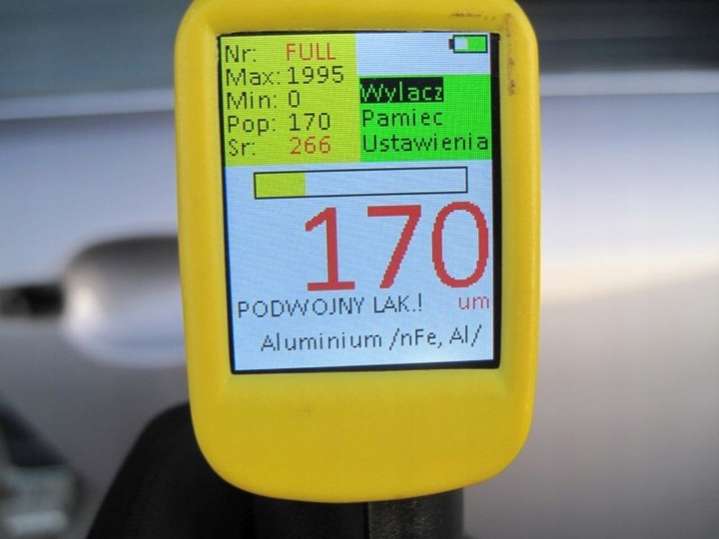 Nr: FULL
Max: 1995
Min: 0
Pop: 170
Sr: 266
Wylacz
Pamiec
Ustawienia
170
PODWOJNY LAK.! um
Aluminium /nFe, Al/